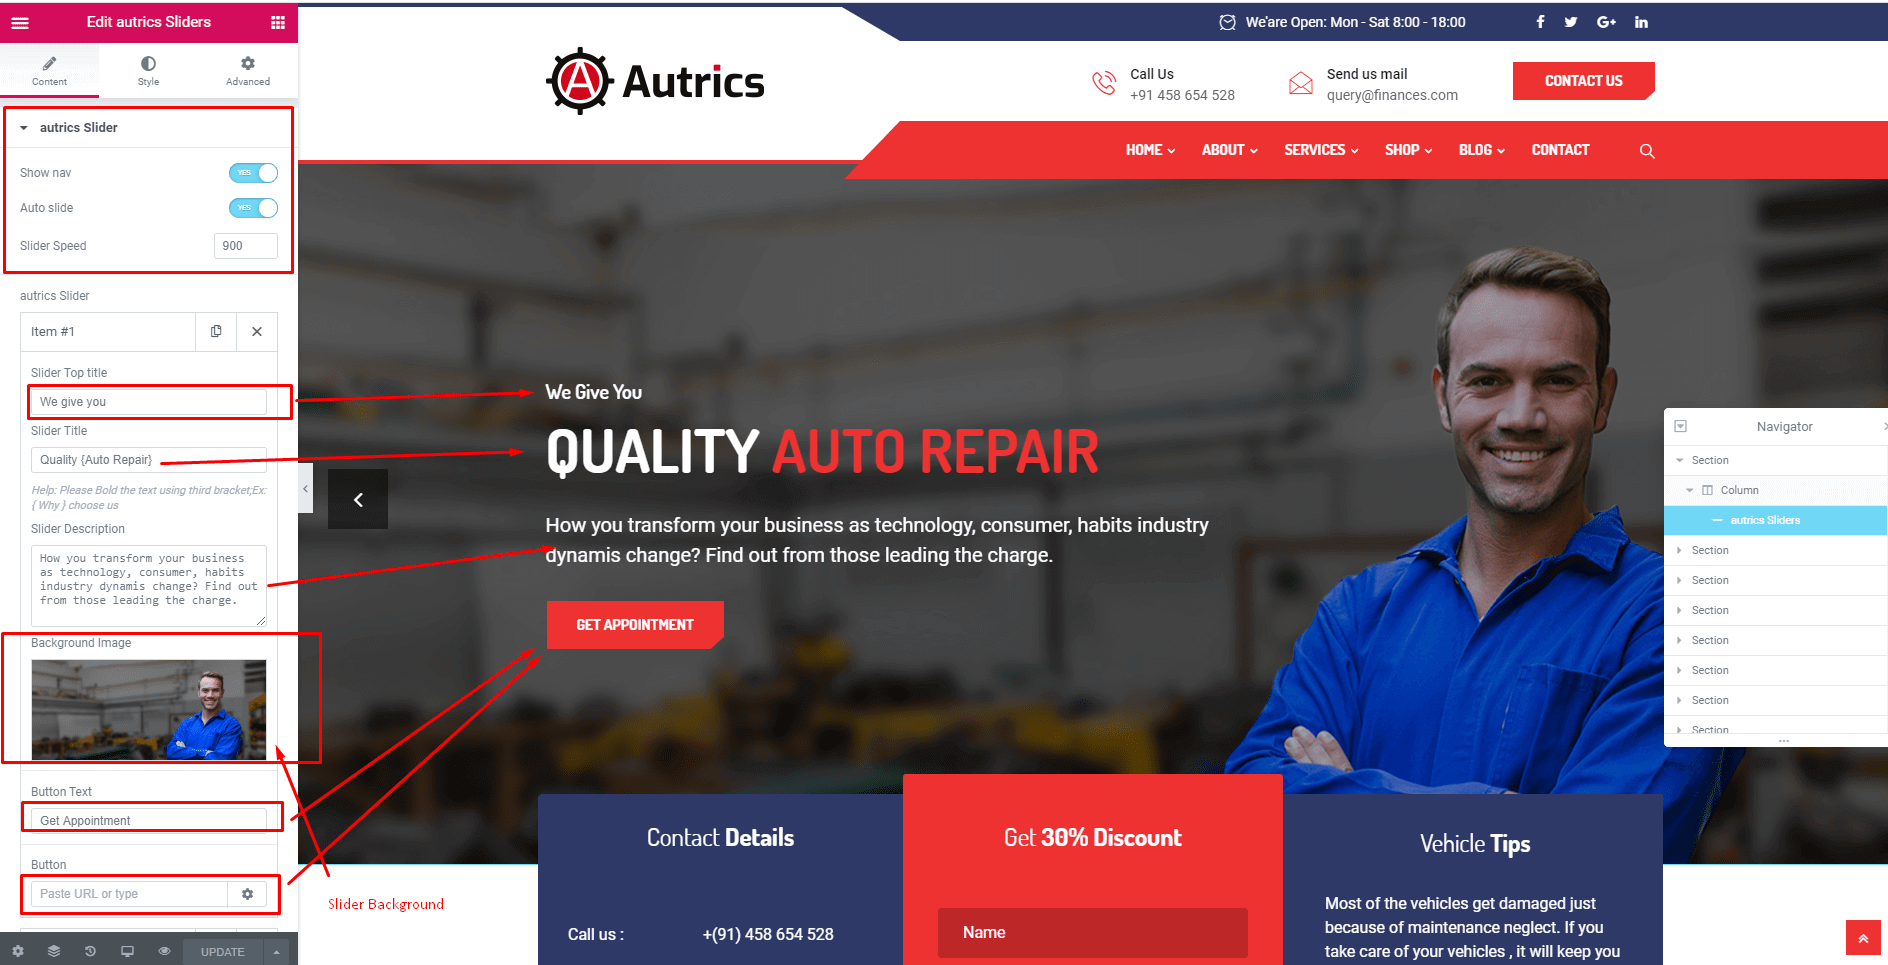 Edit autrics Sliders
Content
Style
Advanced
autrics Slider
Show nav
YES
Auto slide
YES
Slider Speed
900
autrics Slider
Item #1
Slider Top title
We give you
Slider Title
Quality {Auto Repair}
Help: Please Bold the text using third bracket;Ex:
{ Why } choose us
Slider Description
How you transform your business
as technology, consumer, habits
industry dynamis change? Find out
from those leading the charge.
Background Image
Button Text
Get Appointment
Button
Paste URL or type
UPDATE
We'are Open: Mon - Sat 8:00 - 18:00
Autrics
Call Us
+91 458 654 528
Send us mail
query@finances.com
CONTACT US
HOME
ABOUT
SERVICES
SHOP
BLOG
CONTACT
We Give You
QUALITY AUTO REPAIR
How you transform your business as technology, consumer, habits industry
dynamis change? Find out from those leading the charge.
GET APPOINTMENT
Navigator
Section
Column
autrics Sliders
Section
Section
Section
Section
Section
Section
Section
Slider Background
Contact Details
Call us :
+(91) 458 654 528
Get 30% Discount
Name
Vehicle Tips
Most of the vehicles get damaged just
because of maintenance neglect. If you
take care of your vehicles , it will keep you